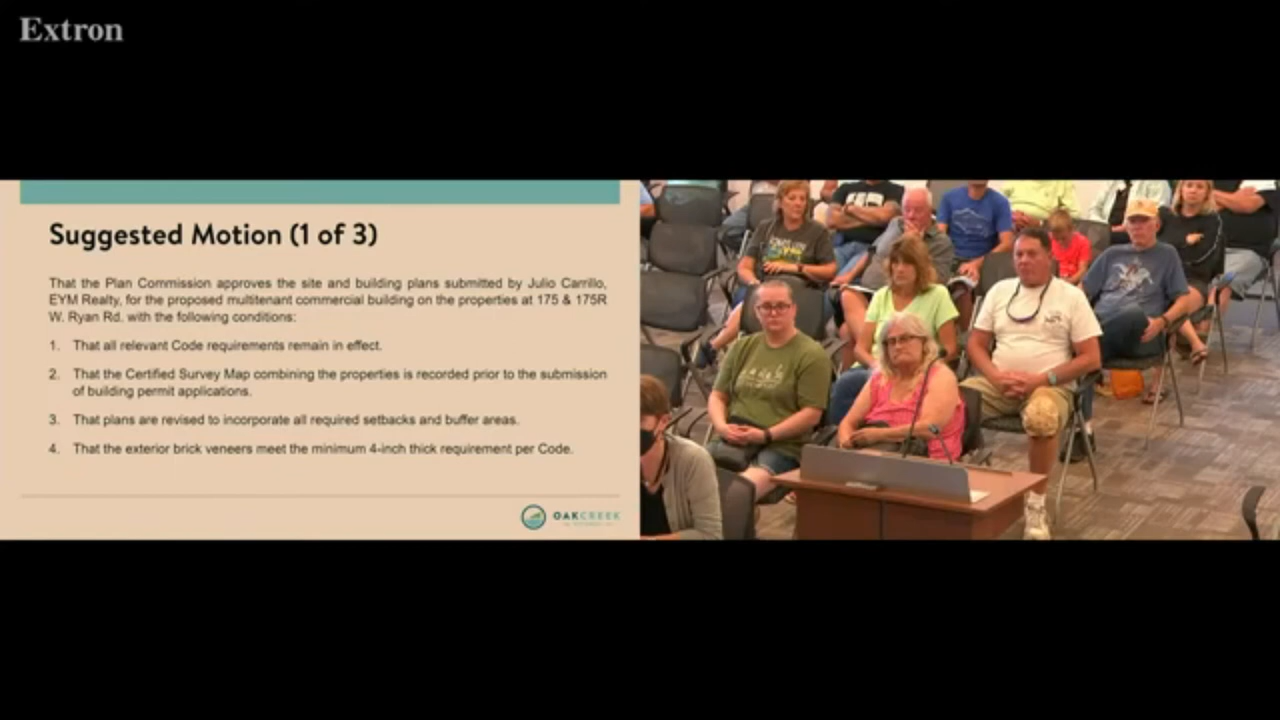 Extron
Suggested Motion (1 of 3)
That the Plan Commission approves the site and building plans submitted by Julio Carrillo,
EYM Realty, for the proposed multitenant commercial building on the properties at 175 & 175R
W. Ryan Rd. with the following conditions:
1. That all relevant Code requirements remain in effect.
2. That the Certified Survey Map combining the properties is recorded prior to the submission
of building permit applications.
3. That plans are revised to incorporate all required setbacks and buffer areas.
4. That the exterior brick veneers meet the minimum 4-inch thick requirement per Code.
OAKCREEK